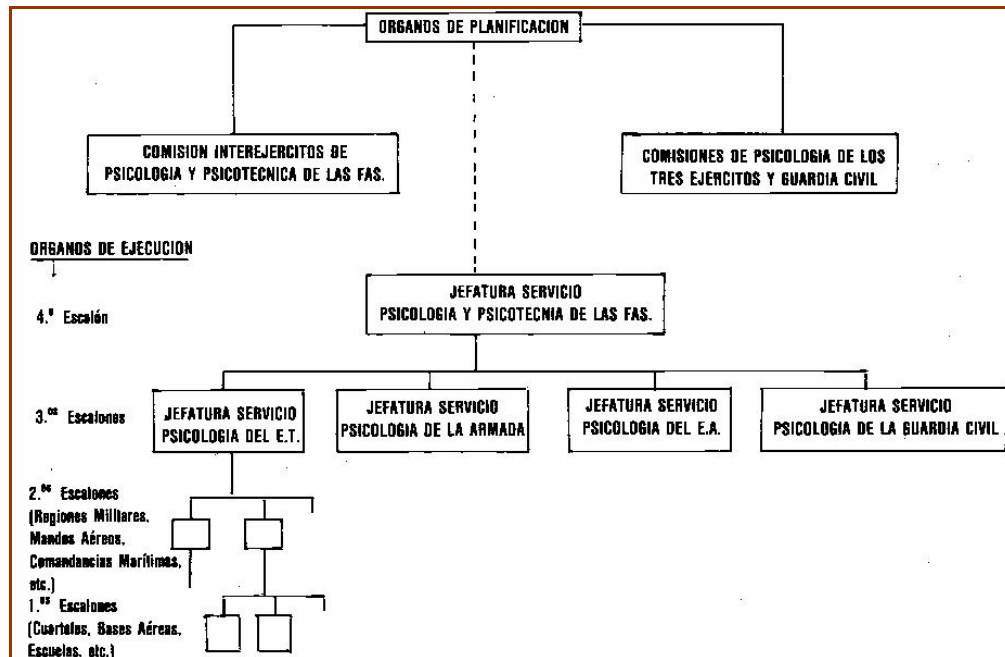 ORGANOS DE PLANIFICACION
COMISION INTEREJERCITOS DE
PSICOLOGIA Y PSICOTECNICA DE LAS FAS.
COMISIONES DE PSICOLOGIA DE LOS
TRES EJERCITOS Y GUARDIA CIVIL
ORGANOS DE EJECUCION
4.º Escalón
JEFATURA SERVICIO
PSICOLOGIA Y PSICOTECNIA DE LAS FAS.
3.os Escalones
JEFATURA SERVICIO
PSICOLOGIA DEL E.T.
JEFATURA SERVICIO
PSICOLOGIA DE LA ARMADA
JEFATURA SERVICIO
PSICOLOGIA DEL E.A.
JEFATURA SERVICIO
PSICOLOGIA DE LA GUARDIA CIVIL
2.os Escalones
(Regiones Militares,
Mandos Aéreos,
Comandancias Marítimas,
etc.)
1.os Escalones
(Cuarteles, Bases Aéreas,
Escuelas, etc.)